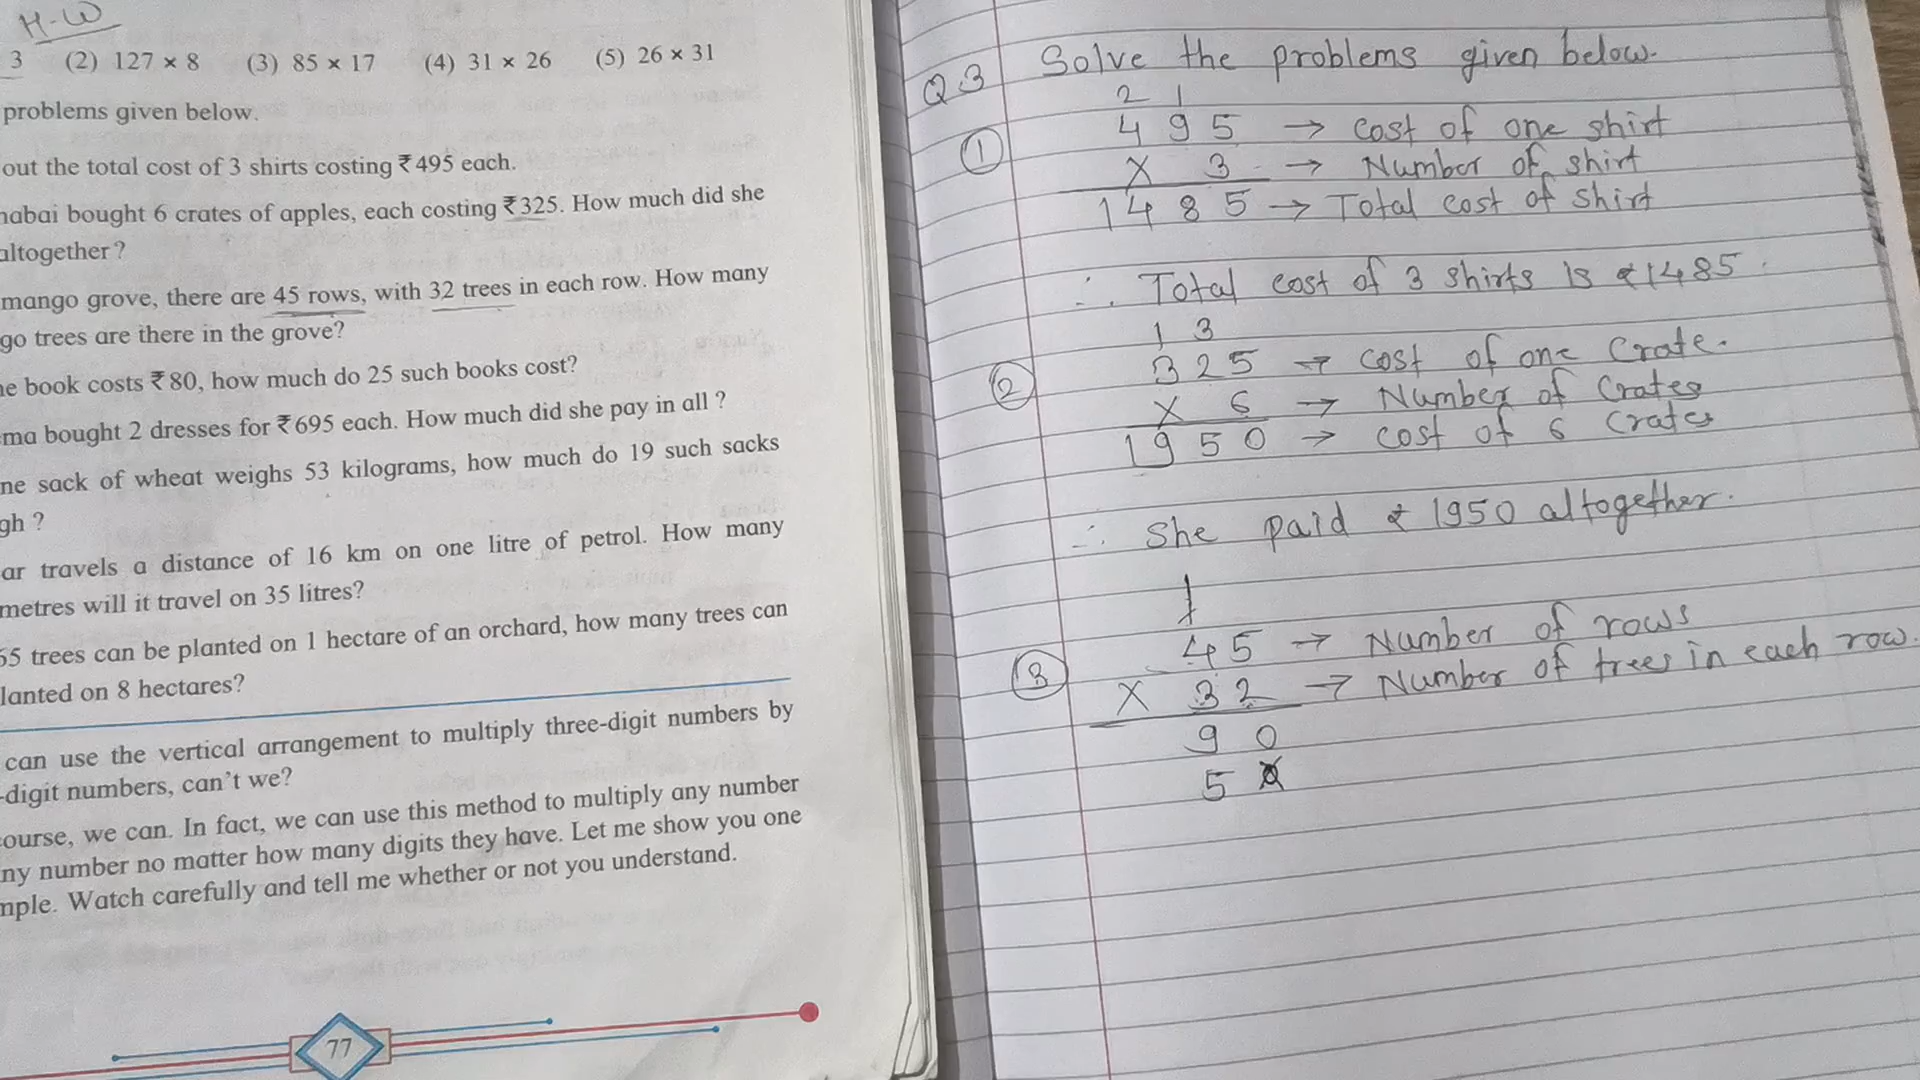 H.W
3 (2) 127 × 8 (3) 85 × 17 (4) 31 × 26 (5) 26 × 31
problems given below.
out the total cost of 3 shirts costing ₹495 each.
abai bought 6 crates of apples, each costing ₹325. How much did she
altogether?
mango grove, there are 45 rows, with 32 trees in each row. How many
go trees are there in the grove?
e book costs ₹80, how much do 25 such books cost?
ma bought 2 dresses for ₹695 each. How much did she pay in all ?
ne sack of wheat weighs 53 kilograms, how much do 19 such sacks
gh ?
ar travels a distance of 16 km on one litre of petrol. How many
metres will it travel on 35 litres?
55 trees can be planted on 1 hectare of an orchard, how many trees can
lanted on 8 hectares?
can use the vertical arrangement to multiply three-digit numbers by
-digit numbers, can't we?
course, we can. In fact, we can use this method to multiply any number
ny number no matter how many digits they have. Let me show you one
mple. Watch carefully and tell me whether or not you understand.
77
Q.3 Solve the problems given below.
2 1
① 4 9 5 → Cost of one shirt
× 3 → Number of shirt
1 4 8 5 → Total cost of shirt
∴ Total cost of 3 shirts is ₹1485.
1 3
② 3 2 5 → Cost of one Crate.
× 6 → Number of Crates
1 9 5 0 → cost of 6 Crates
∴ She paid ₹ 1950 altogether.
1
③ 4 5 → Number of rows
× 3 2 → Number of trees in each row.
9 0
5